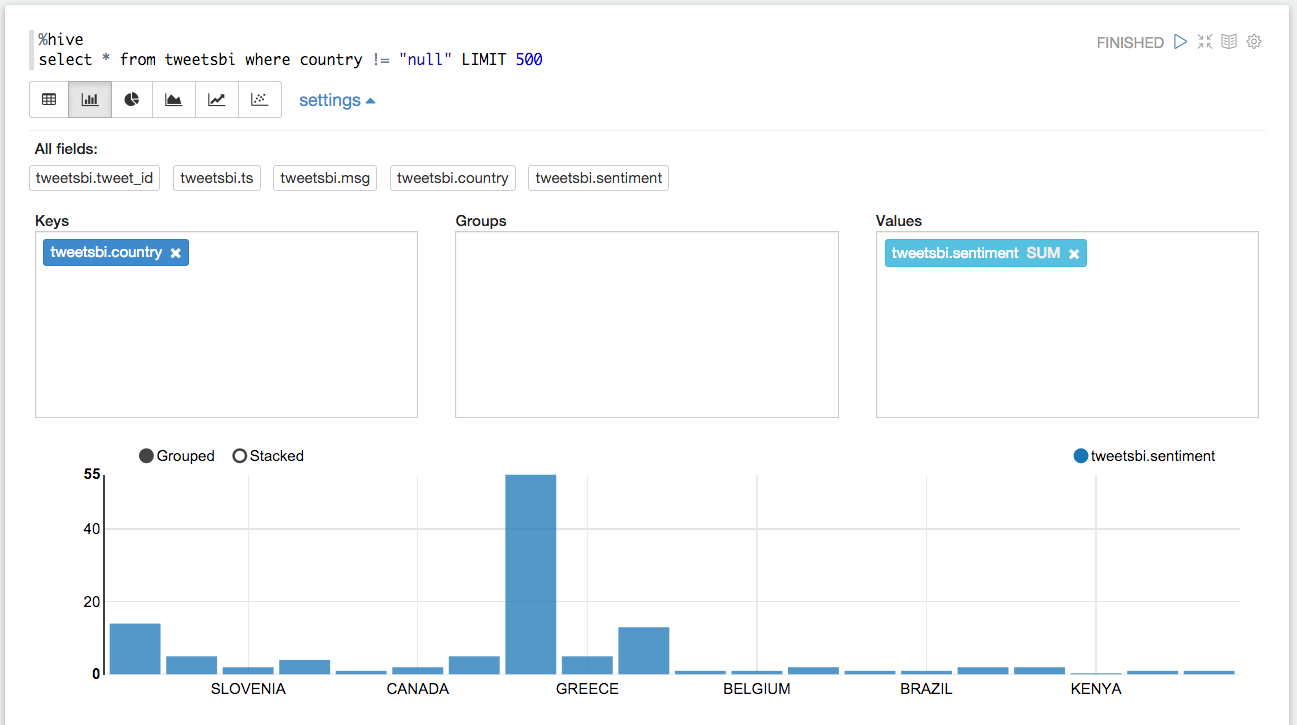 %hive
select * from tweetsbi where country != "null" LIMIT 500
FINISHED
settings
All fields:
tweetsbi.tweet_id tweetsbi.ts tweetsbi.msg tweetsbi.country tweetsbi.sentiment
Keys Groups Values
tweetsbi.country tweetsbi.sentiment SUM
Grouped Stacked tweetsbi.sentiment
55
40
20
0
SLOVENIA CANADA GREECE BELGIUM BRAZIL KENYA